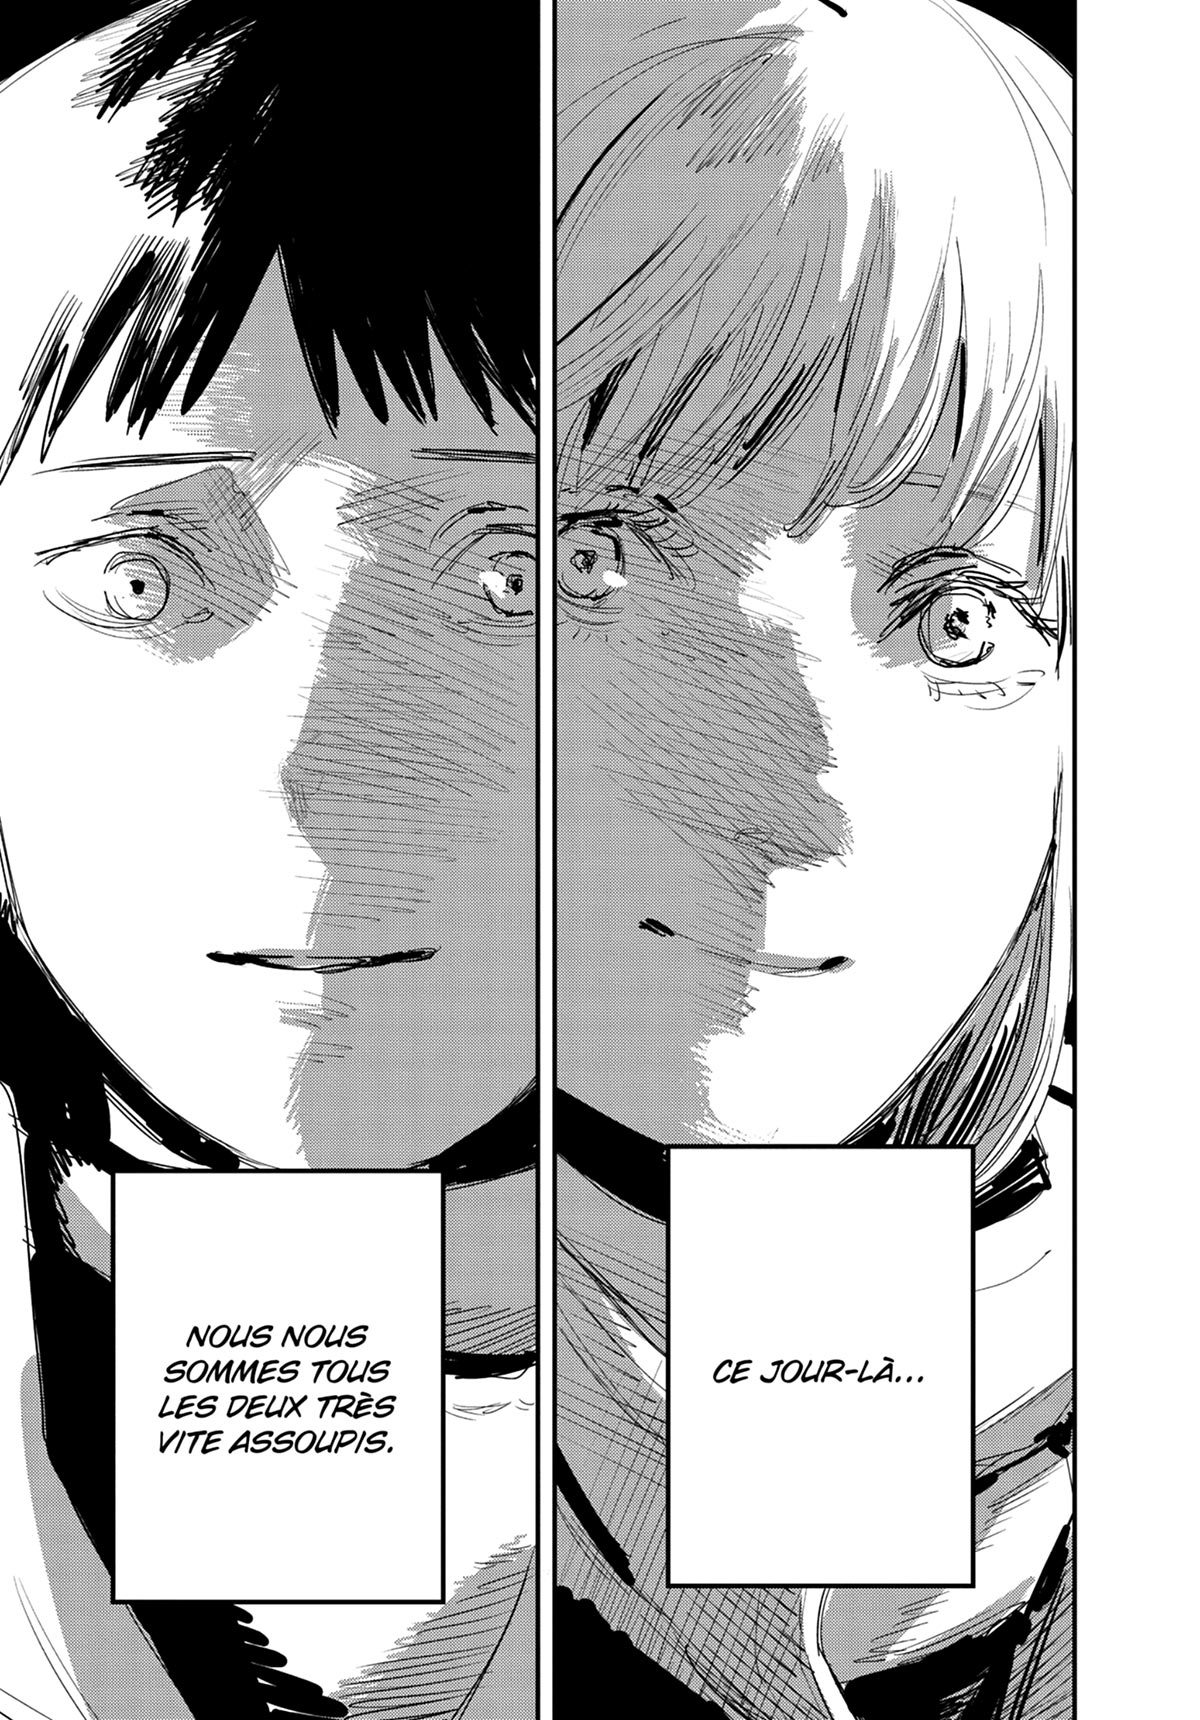 CE JOUR-LÀ...
NOUS NOUS
SOMMES TOUS
LES DEUX TRÈS
VITE ASSOUPIS.